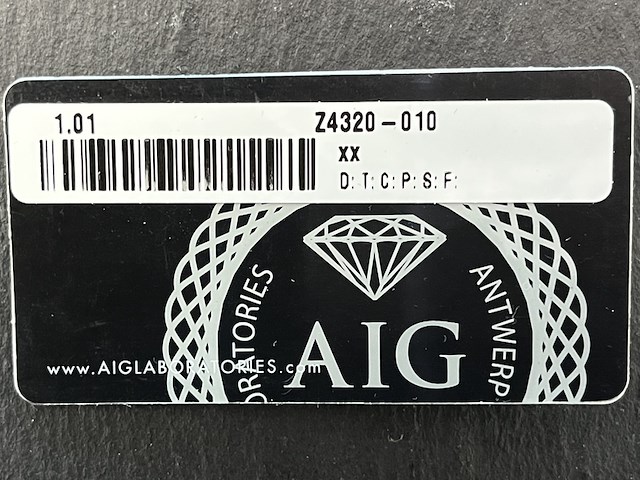 1.01 Z4320-010
XX
D: T: C: P: S: F:
ORATORIES
ANTWERP
AIG
www.AIGLABORATORIES.com